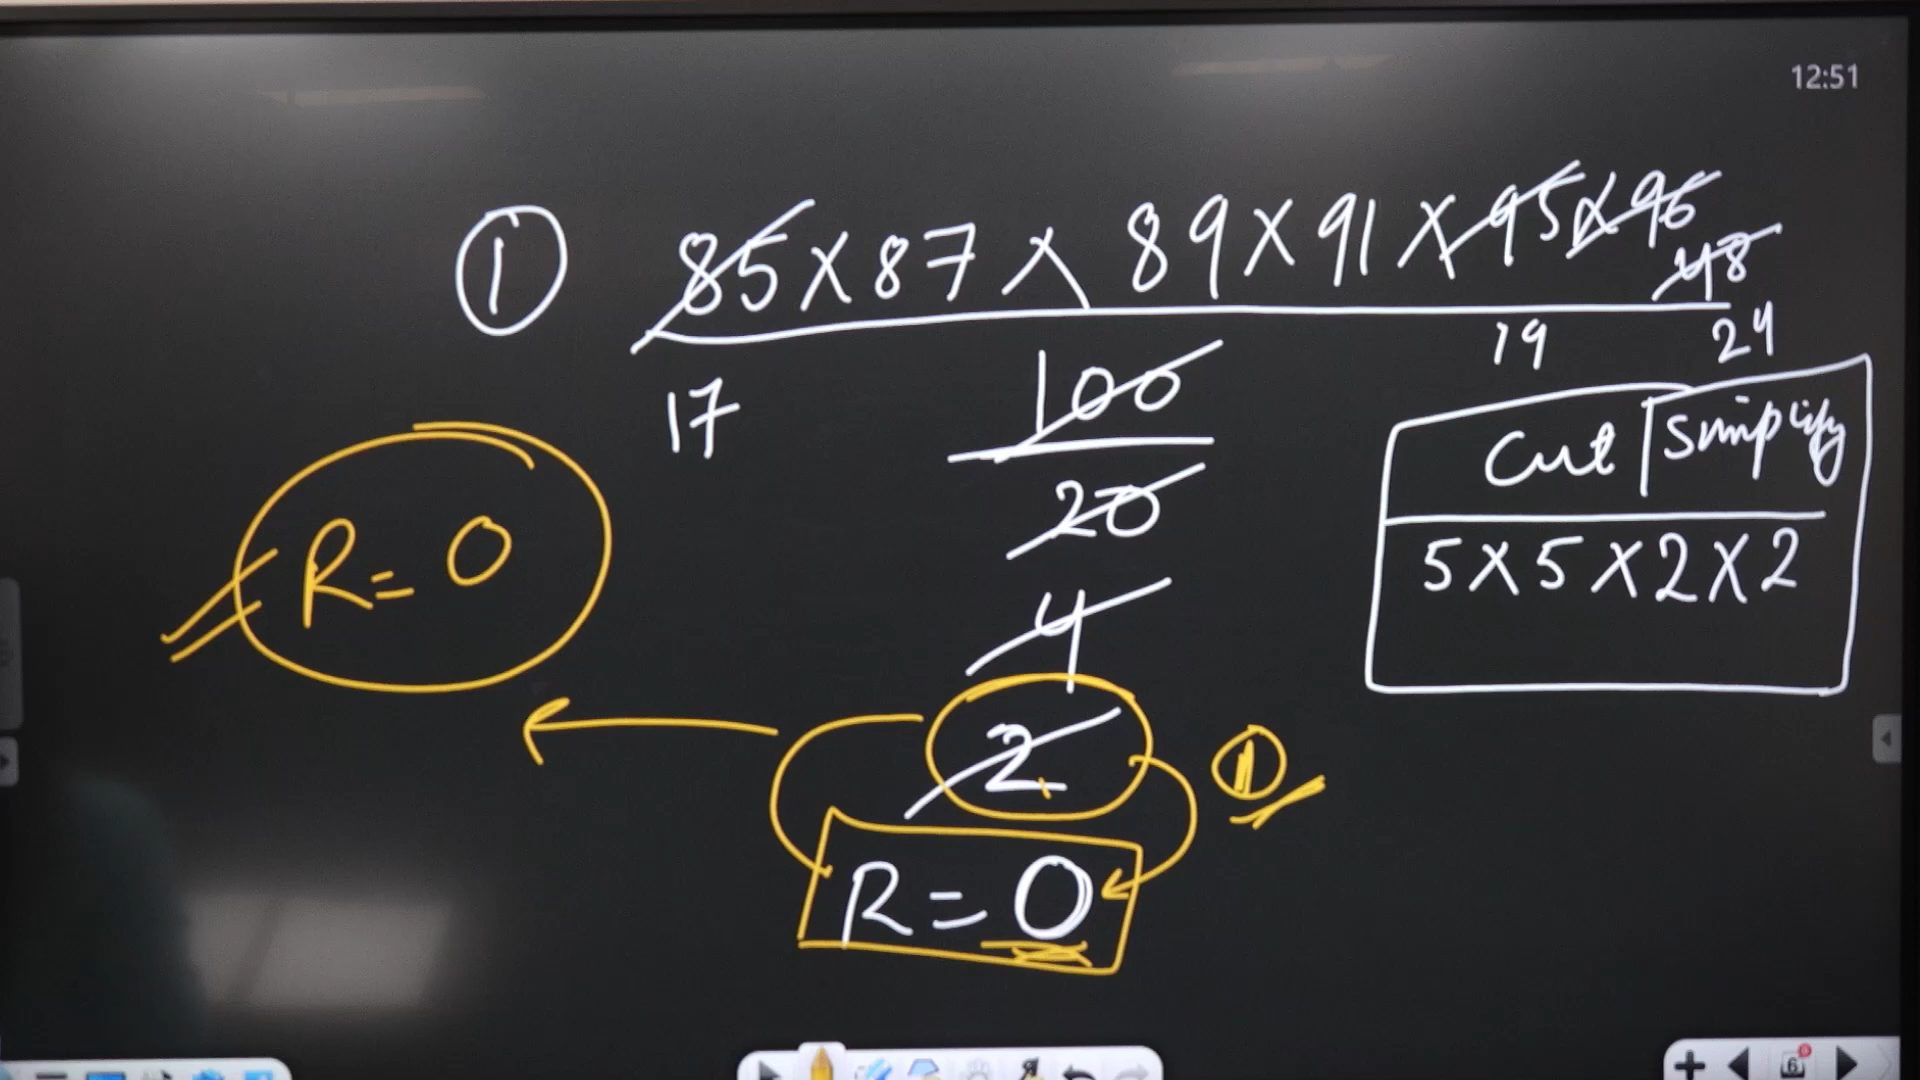 12:51
① 85 × 87 × 89 × 91 × 95 × 96
48
19 24
17
100
20
4
2
Cut / Simplify
5 × 5 × 2 × 2
R = 0
①
R = 0
6